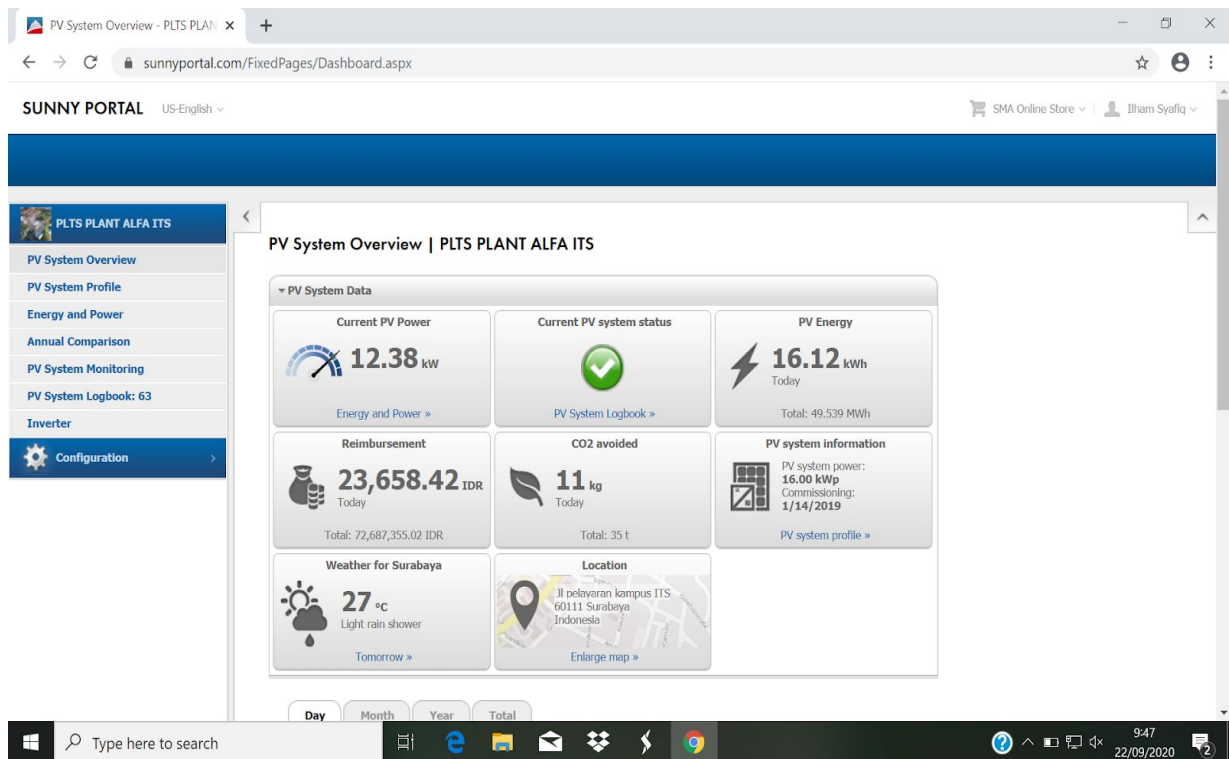 PV System Overview - PLTS PLAN
sunnyportal.com/FixedPages/Dashboard.aspx
SUNNY PORTAL US-English
SMA Online Store Ilham Syafiq
PLTS PLANT ALFA ITS
PV System Overview
PV System Profile
Energy and Power
Annual Comparison
PV System Monitoring
PV System Logbook: 63
Inverter
Configuration
PV System Overview | PLTS PLANT ALFA ITS
PV System Data
Current PV Power
12.38 kW
Energy and Power »
Current PV system status
PV System Logbook »
PV Energy
16.12 kWh
Today
Total: 49.539 MWh
Reimbursement
23,658.42 IDR
Today
Total: 72,687,355.02 IDR
CO2 avoided
11 kg
Today
Total: 35 t
PV system information
PV system power:
16.00 kWp
Commissioning:
1/14/2019
PV system profile »
Weather for Surabaya
27 °C
Light rain shower
Tomorrow »
Location
Jl pelayaran kampus ITS
60111 Surabaya
Indonesia
Enlarge map »
Day Month Year Total
Type here to search
9:47
22/09/2020
2